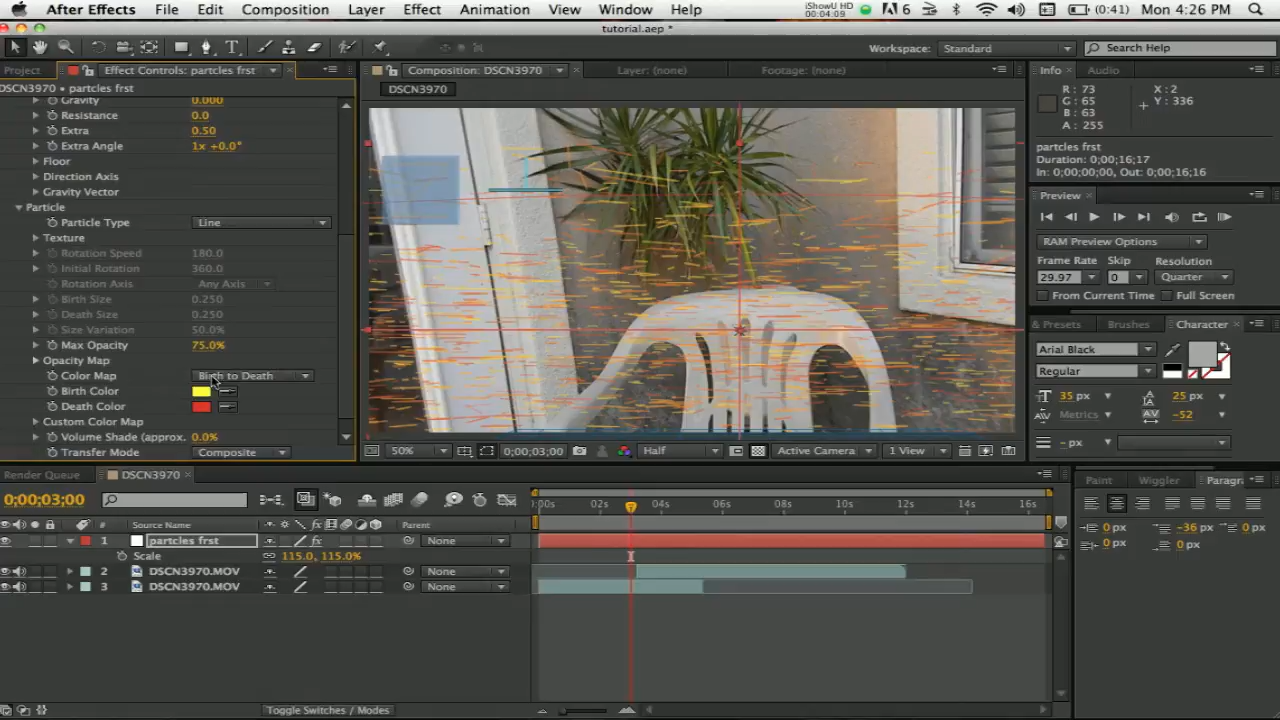 After Effects File Edit Composition Layer Effect Animation View Window Help iShowU HD 00:04:09 6 (0:41) Mon 4:26 PM
tutorial.aep *
Workspace: Standard Search Help
Project Effect Controls: partcles frst Composition: DSCN3970 Layer: (none) Footage: (none) Info Audio
DSCN3970 • partcles frst DSCN3970
Gravity 0.000
Resistance 0.0
Extra 0.50
Extra Angle 1x +0.0°
Floor
Direction Axis
Gravity Vector
Particle
Particle Type Line
Texture
Rotation Speed 180.0
Initial Rotation 360.0
Rotation Axis Any Axis
Birth Size 0.250
Death Size 0.250
Size Variation 50.0%
Max Opacity 75.0%
Opacity Map
Color Map Birth to Death
Birth Color
Death Color
Custom Color Map
Volume Shade (approx. 0.0%
Transfer Mode Composite
50% 0;00;03;00 Half Active Camera 1 View
R : 73
G : 65
B : 63
A : 255
X : 2
Y : 336
partcles frst
Duration: 0;00;16;17
In: 0;00;00;00, Out: 0;00;16;16
Preview
RAM Preview Options
Frame Rate Skip Resolution
29.97 0 Quarter
From Current Time Full Screen
Presets Brushes Character
Arial Black
Regular
35 px 25 px
Metrics -52
- px
Render Queue DSCN3970
0;00;03;00
:00s 02s 04s 06s 08s 10s 12s 14s 16s
# Source Name Parent
1 partcles frst None
Scale 115.0, 115.0%
2 DSCN3970.MOV None
3 DSCN3970.MOV None
Toggle Switches / Modes
Paint Wiggler Paragr
0 px -36 px 0 px
0 px 0 px